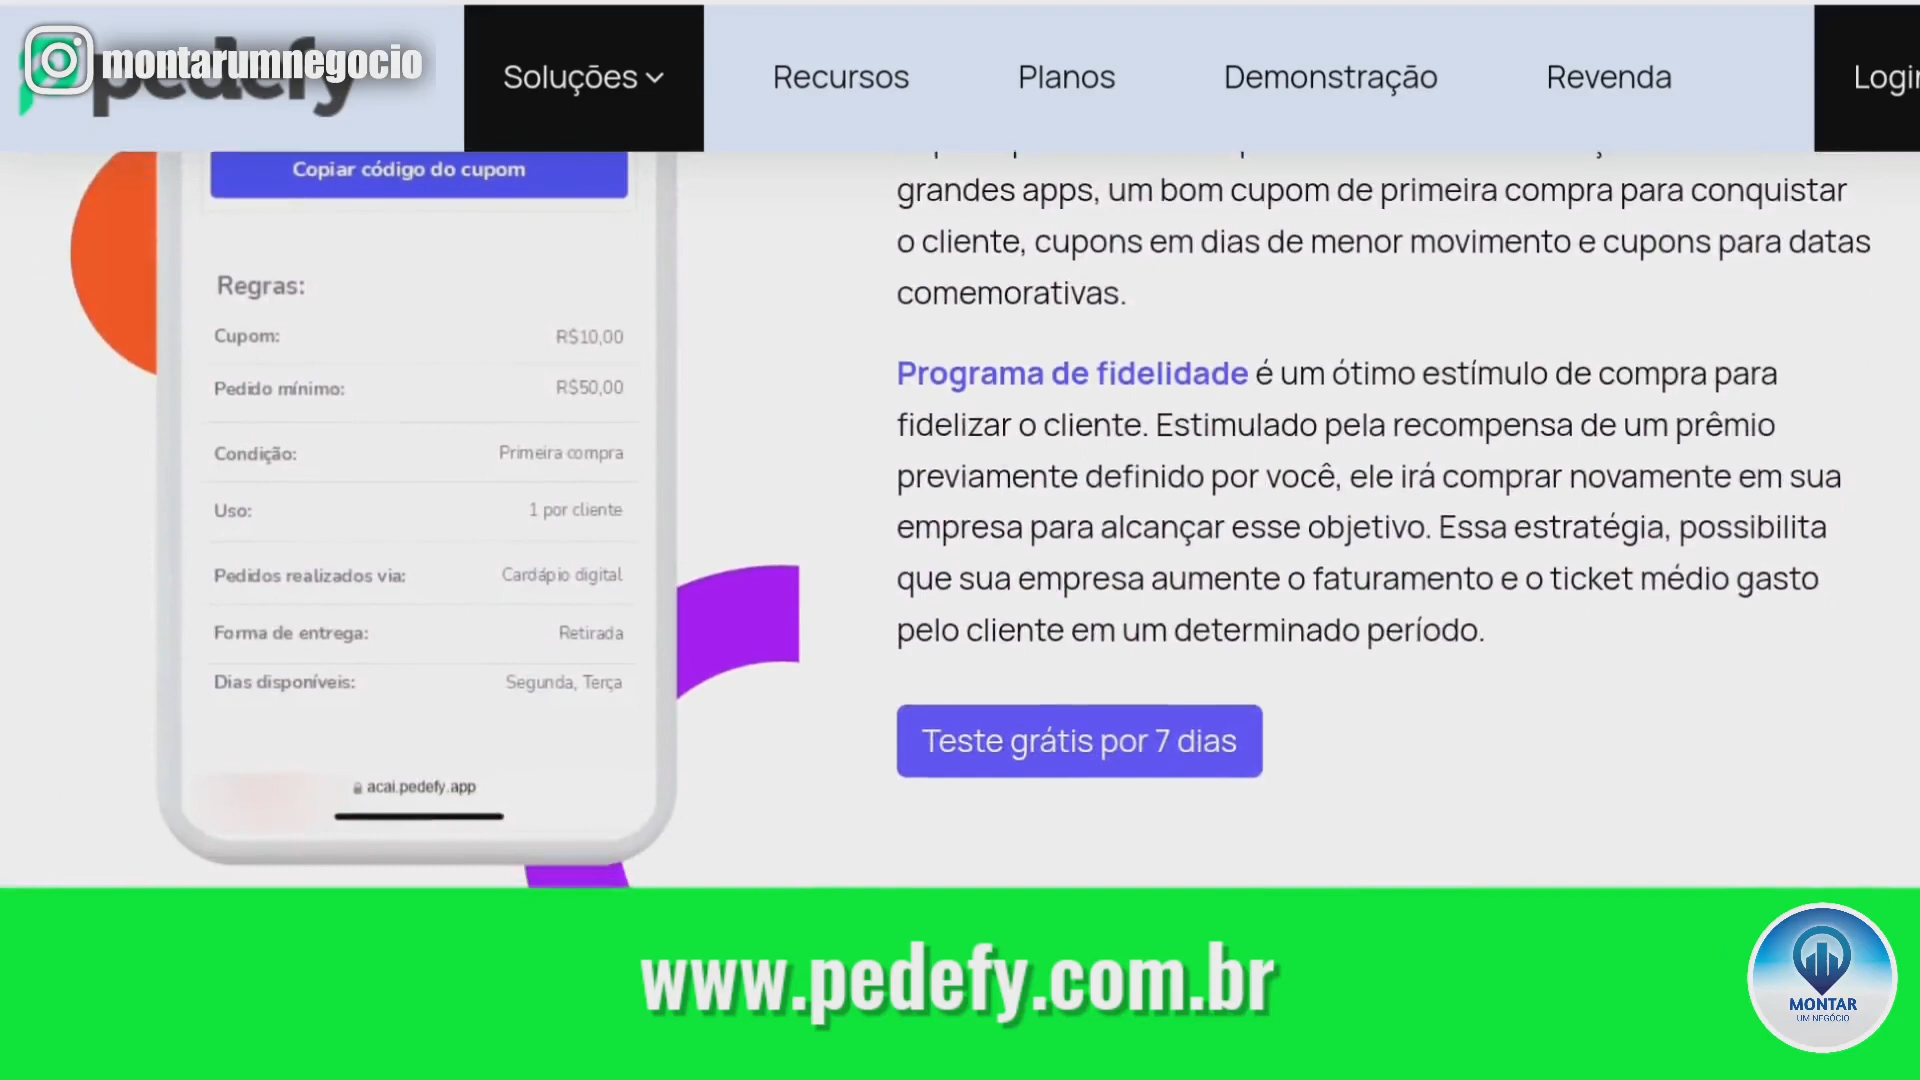 montarumnegocio
pedefy
Soluções
Recursos
Planos
Demonstração
Revenda
Copiar código do cupom
Regras:
Cupom: R$10,00
Pedido mínimo: R$50,00
Condição: Primeira compra
Uso: 1 por cliente
Pedidos realizados via: Cardápio digital
Forma de entrega: Retirada
Dias disponíveis: Segunda, Terça
acai.pedefy.app
grandes apps, um bom cupom de primeira compra para conquistar
o cliente, cupons em dias de menor movimento e cupons para datas
comemorativas.
Programa de fidelidade é um ótimo estímulo de compra para
fidelizar o cliente. Estimulado pela recompensa de um prêmio
previamente definido por você, ele irá comprar novamente em sua
empresa para alcançar esse objetivo. Essa estratégia, possibilita
que sua empresa aumente o faturamento e o ticket médio gasto
pelo cliente em um determinado período.
Teste grátis por 7 dias
www.pedefy.com.br
MONTAR
UM NEGÓCIO